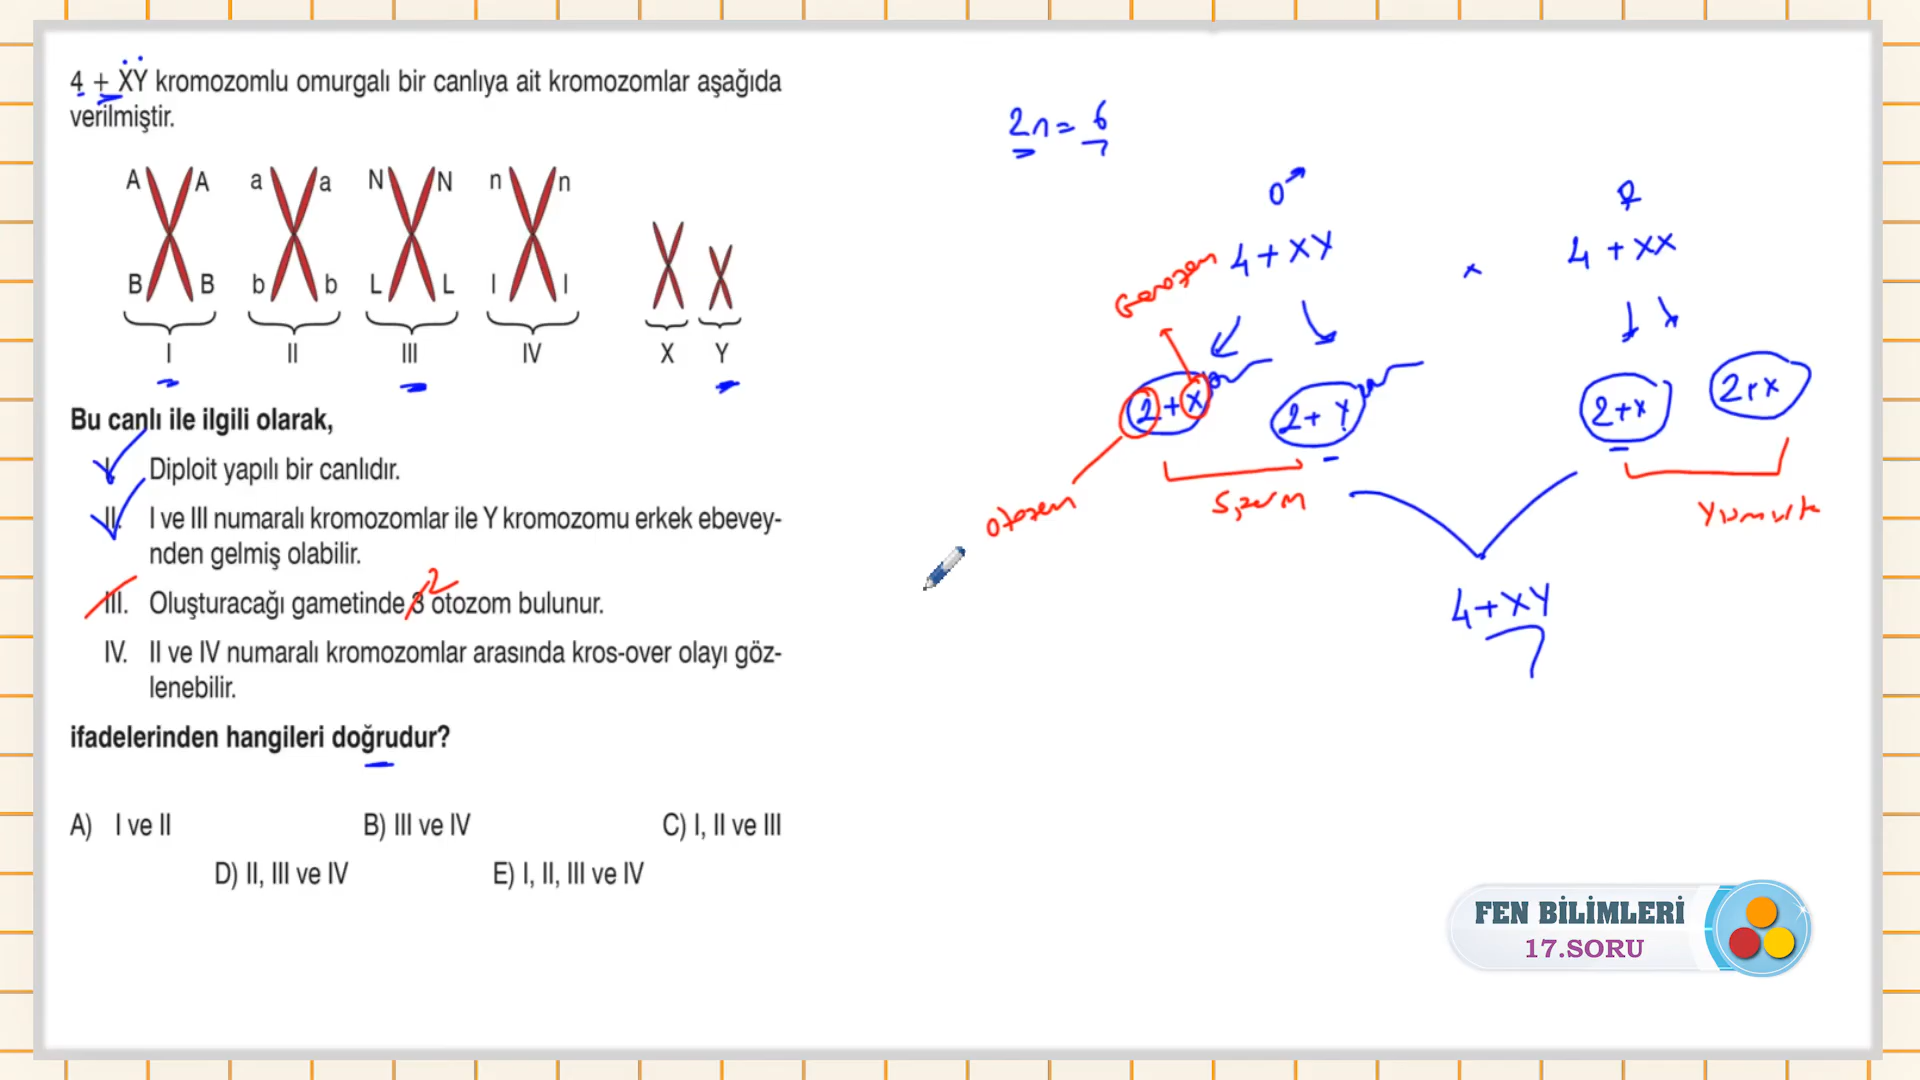 4 + XY kromozomlu omurgalı bir canlıya ait kromozomlar aşağıda
verilmiştir.
A A a a N N n n
B B b b L L l l
I II III IV X Y
Bu canlı ile ilgili olarak,
I. Diploit yapılı bir canlıdır.
II. I ve III numaralı kromozomlar ile Y kromozomu erkek ebevey-
nden gelmiş olabilir.
III. Oluşturacağı gametinde 3 otozom bulunur.
2
IV. II ve IV numaralı kromozomlar arasında kros-over olayı göz-
lenebilir.
ifadelerinden hangileri doğrudur?
A) I ve II B) III ve IV C) I, II ve III
D) II, III ve IV E) I, II, III ve IV
2n = 6
♂ ♀
4 + XY x 4 + XX
Gonozom
2 + X 2 + Y 2 + X 2 + X
otozom
Sperm
Yumurta
4 + XY
FEN BİLİMLERİ
17.SORU